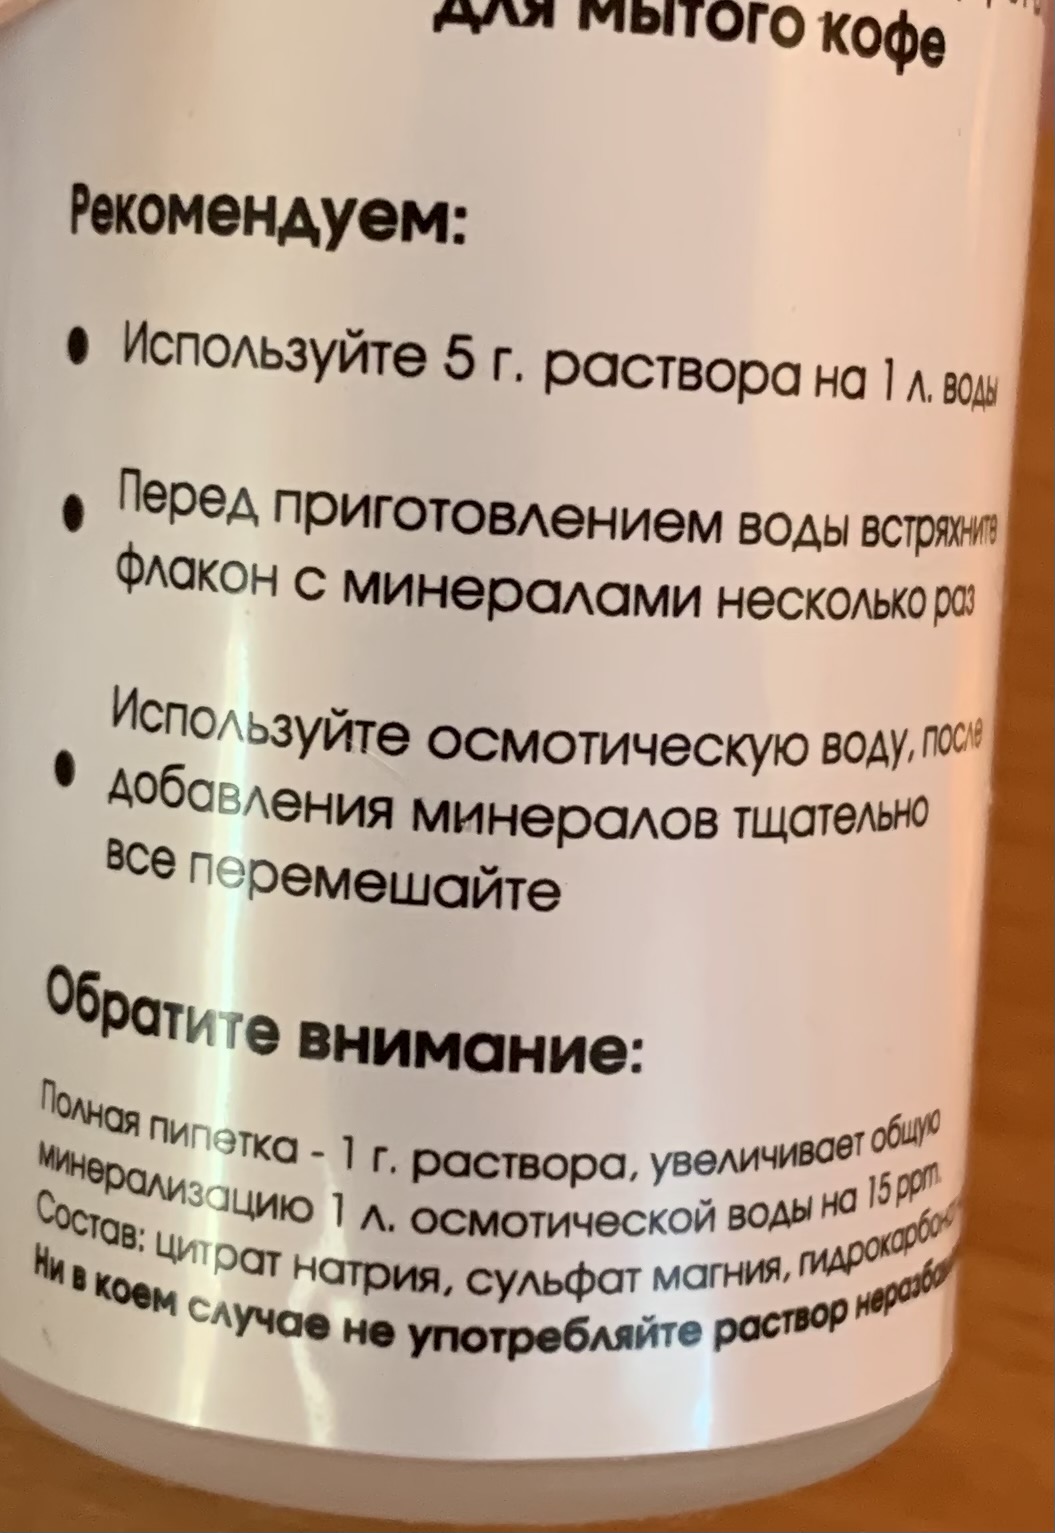 для мытого кофе
Рекомендуем:
• Используйте 5 г. раствора на 1 л. воды
• Перед приготовлением воды встряхните
флакон с минералами несколько раз
• Используйте осмотическую воду, после
добавления минералов тщательно
все перемешайте
Обратите внимание:
Полная пипетка - 1 г. раствора, увеличивает общую
минерализацию 1 л. осмотической воды на 15 ppm.
Состав: цитрат натрия, сульфат магния,
Ни в коем случае не употребляйте раствор